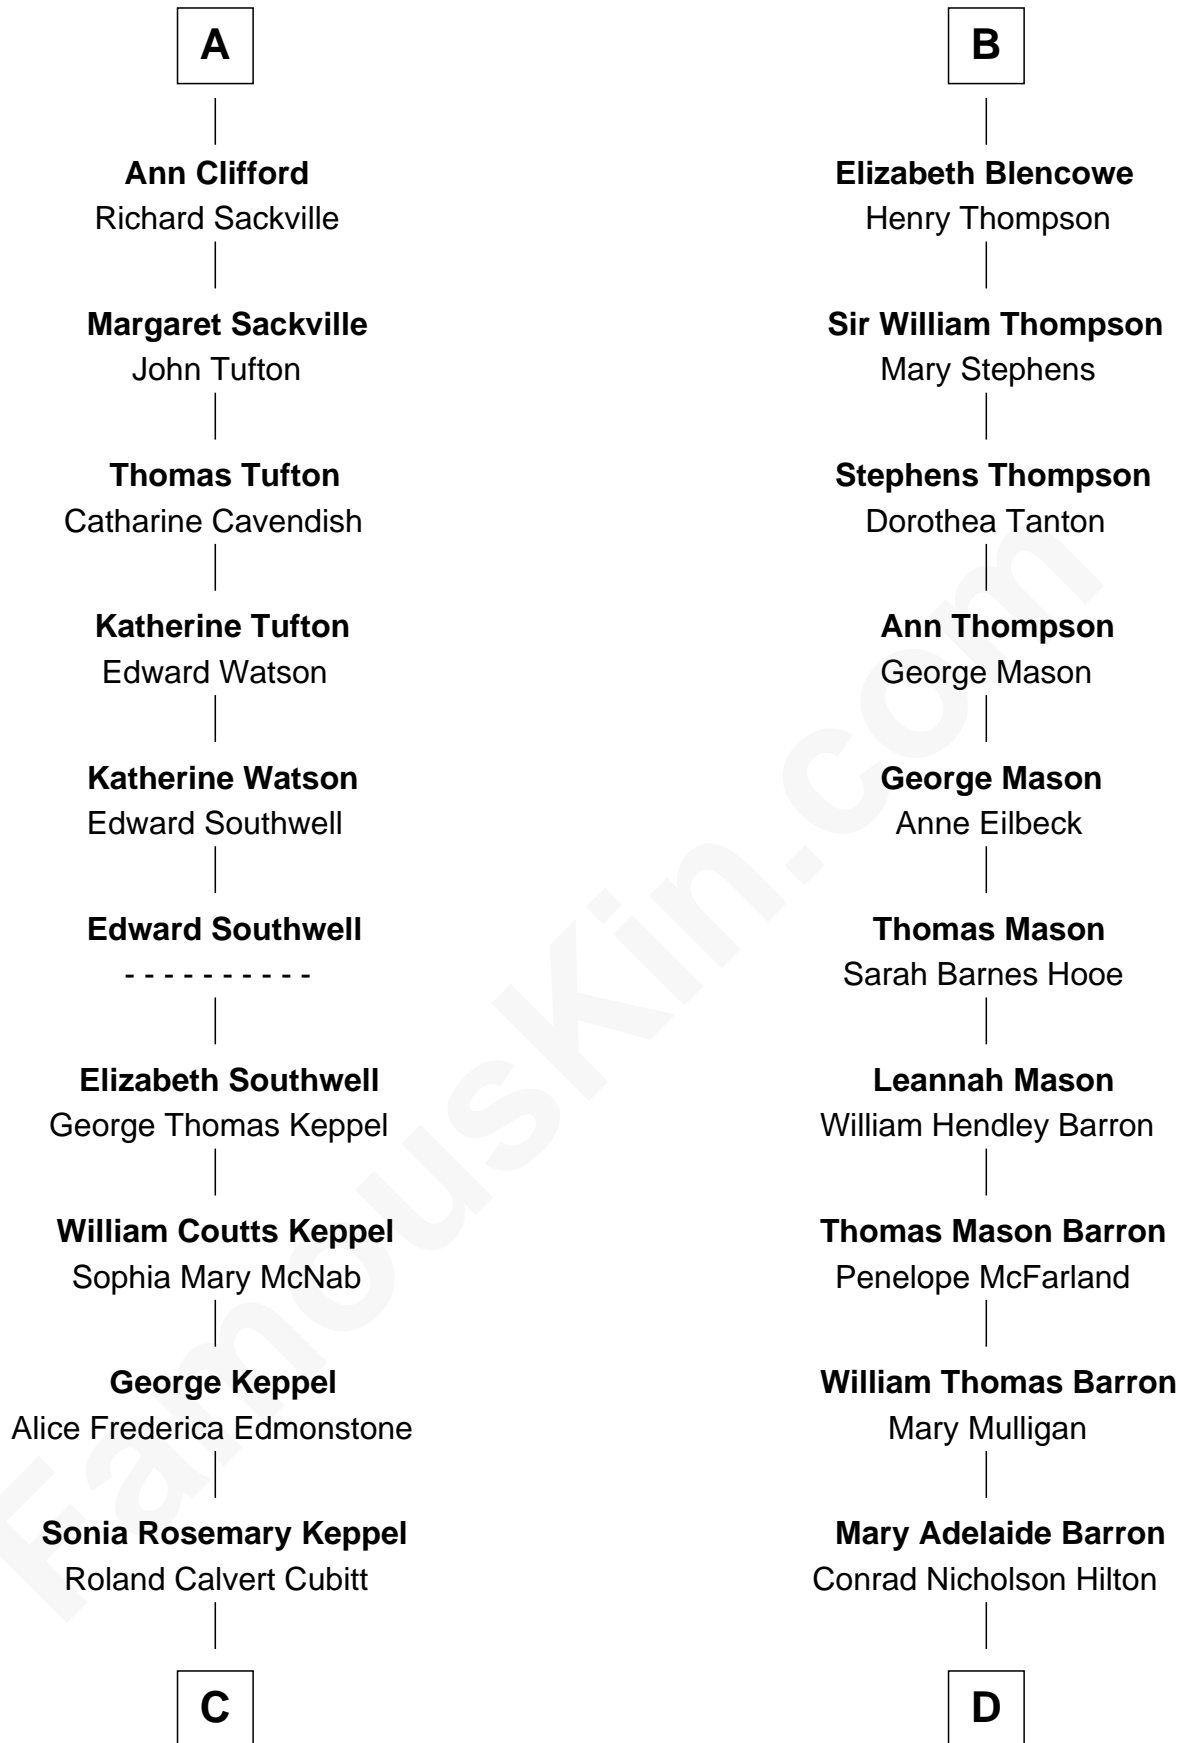 A
Ann Clifford
Richard Sackville
Margaret Sackville
John Tufton
Thomas Tufton
Catharine Cavendish
Katherine Tufton
Edward Watson
Katherine Watson
Edward Southwell
Edward Southwell
- - - - - - - - - -
Elizabeth Southwell
George Thomas Keppel
William Coutts Keppel
Sophia Mary McNab
George Keppel
Alice Frederica Edmonstone
Sonia Rosemary Keppel
Roland Calvert Cubitt
C
B
Elizabeth Blencowe
Henry Thompson
Sir William Thompson
Mary Stephens
Stephens Thompson
Dorothea Tanton
Ann Thompson
George Mason
George Mason
Anne Eilbeck
Thomas Mason
Sarah Barnes Hooe
Leannah Mason
William Hendley Barron
Thomas Mason Barron
Penelope McFarland
William Thomas Barron
Mary Mulligan
Mary Adelaide Barron
Conrad Nicholson Hilton
D
FamousKin.com